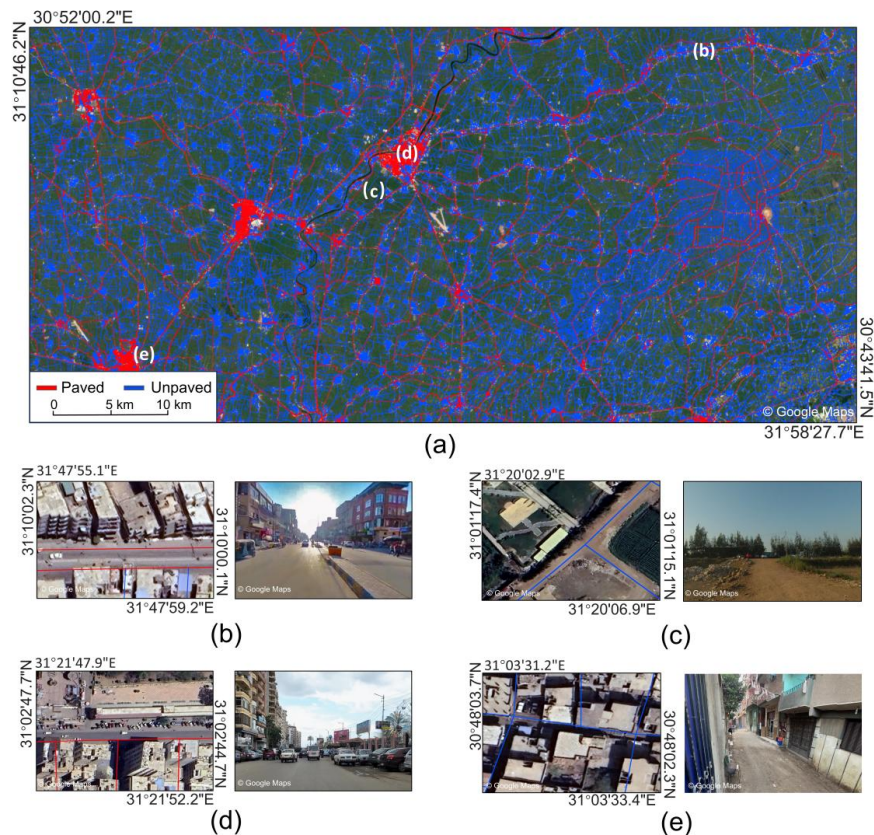 30°52'00.2"E
31°10'46.2"N
(b)
(d)
(c)
(e)
Paved Unpaved
0 5 km 10 km
© Google Maps
30°43'41.5"N
31°58'27.7"E
(a)
31°47'55.1"E
31°10'02.3"N
© Google Maps
31°10'00.1"N
31°47'59.2"E
© Google Maps
(b)
31°20'02.9"E
31°01'17.4"N
© Google Maps
31°01'15.1"N
31°20'06.9"E
© Google Maps
(c)
31°21'47.9"E
31°02'47.7"N
© Google Maps
31°02'44.7"N
31°21'52.2"E
© Google Maps
(d)
31°03'31.2"E
30°48'03.7"N
© Google Maps
30°48'02.3"N
31°03'33.4"E
© Google Maps
(e)